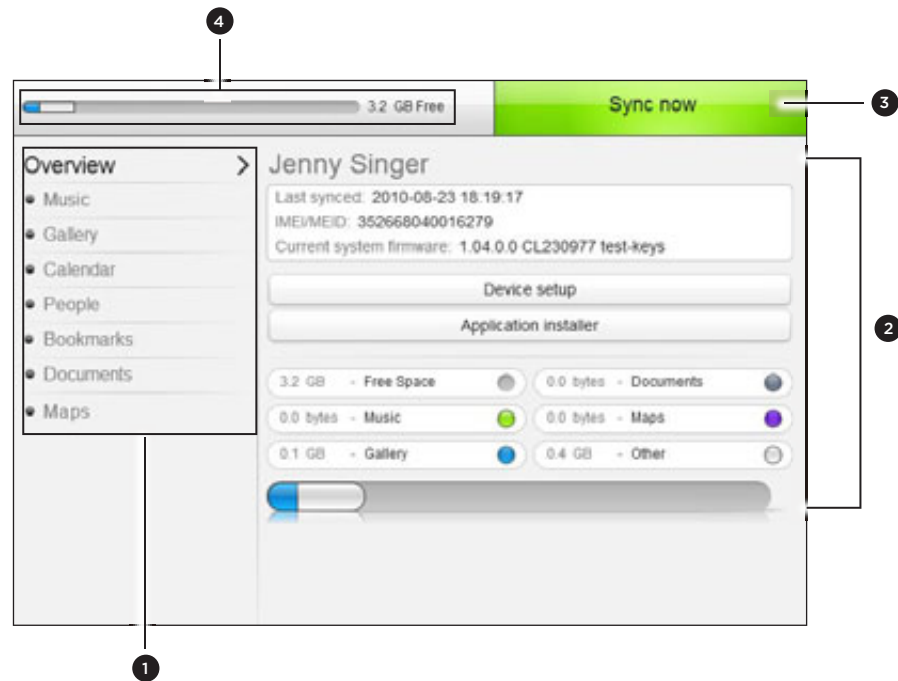 4
3.2 GB Free
Sync now
3
Overview
Music
Gallery
Calendar
People
Bookmarks
Documents
Maps
Jenny Singer
Last synced: 2010-08-23 18:19:17
IMEI/MEID: 352668040016279
Current system firmware: 1.04.0.0 CL230977 test-keys
Device setup
Application installer
2
3.2 GB - Free Space
0.0 bytes - Documents
0.0 bytes - Music
0.0 bytes - Maps
0.1 GB - Gallery
0.4 GB - Other
1